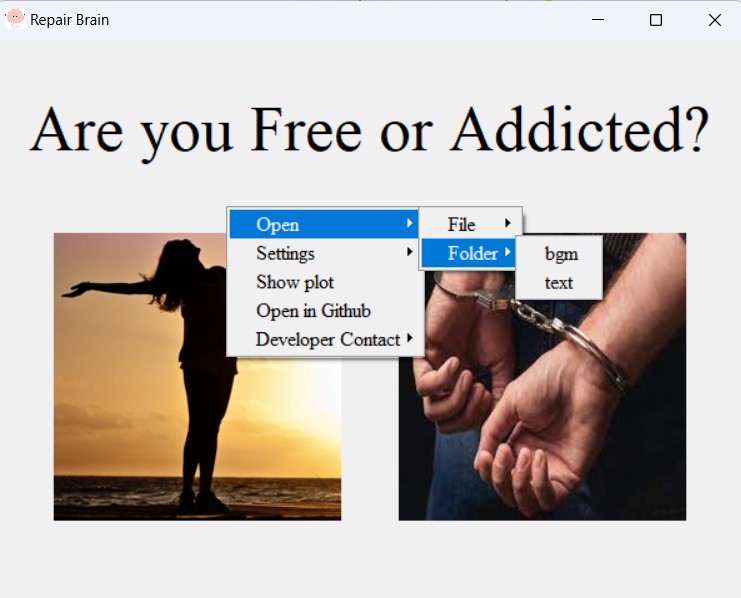 Repair Brain
Are you Free or Addicted?
Open
Settings
Show plot
Open in Github
Developer Contact
File
Folder
bgm
text